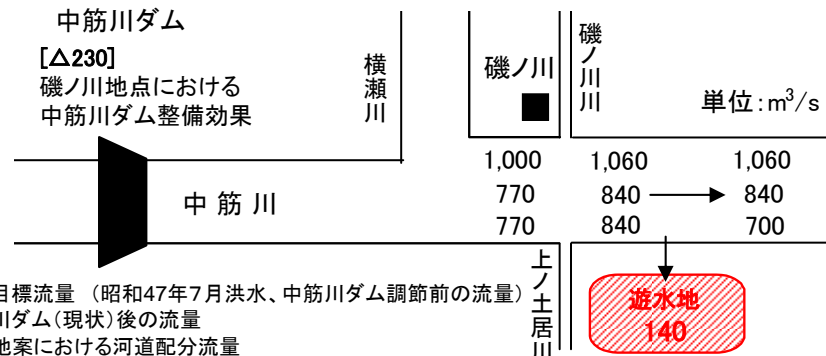 中筋川ダム
[△230]
磯ノ川地点における
中筋川ダム整備効果
横瀬川
磯ノ川
磯ノ川川
単位:m³/s
1,000 1,060 1,060
770 840 840
770 840 700
中筋川
上ノ土居川
遊水地
140
目標流量 (昭和47年7月洪水、中筋川ダム調節前の流量)
川ダム(現状)後の流量
地案における河道配分流量